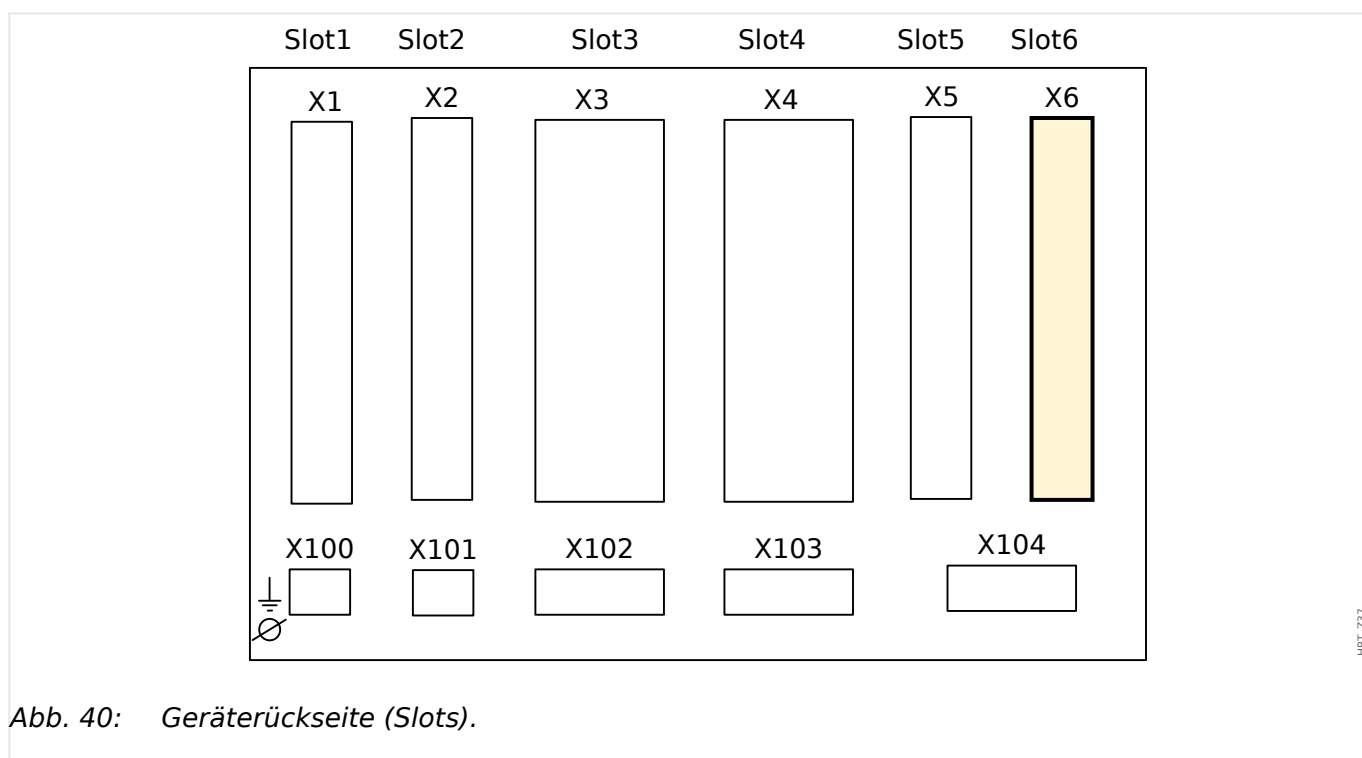 Slot1 Slot2 Slot3 Slot4 Slot5 Slot6
X1 X2 X3 X4 X5 X6
X100 X101 X102 X103 X104
Abb. 40: Geräterückseite (Slots).